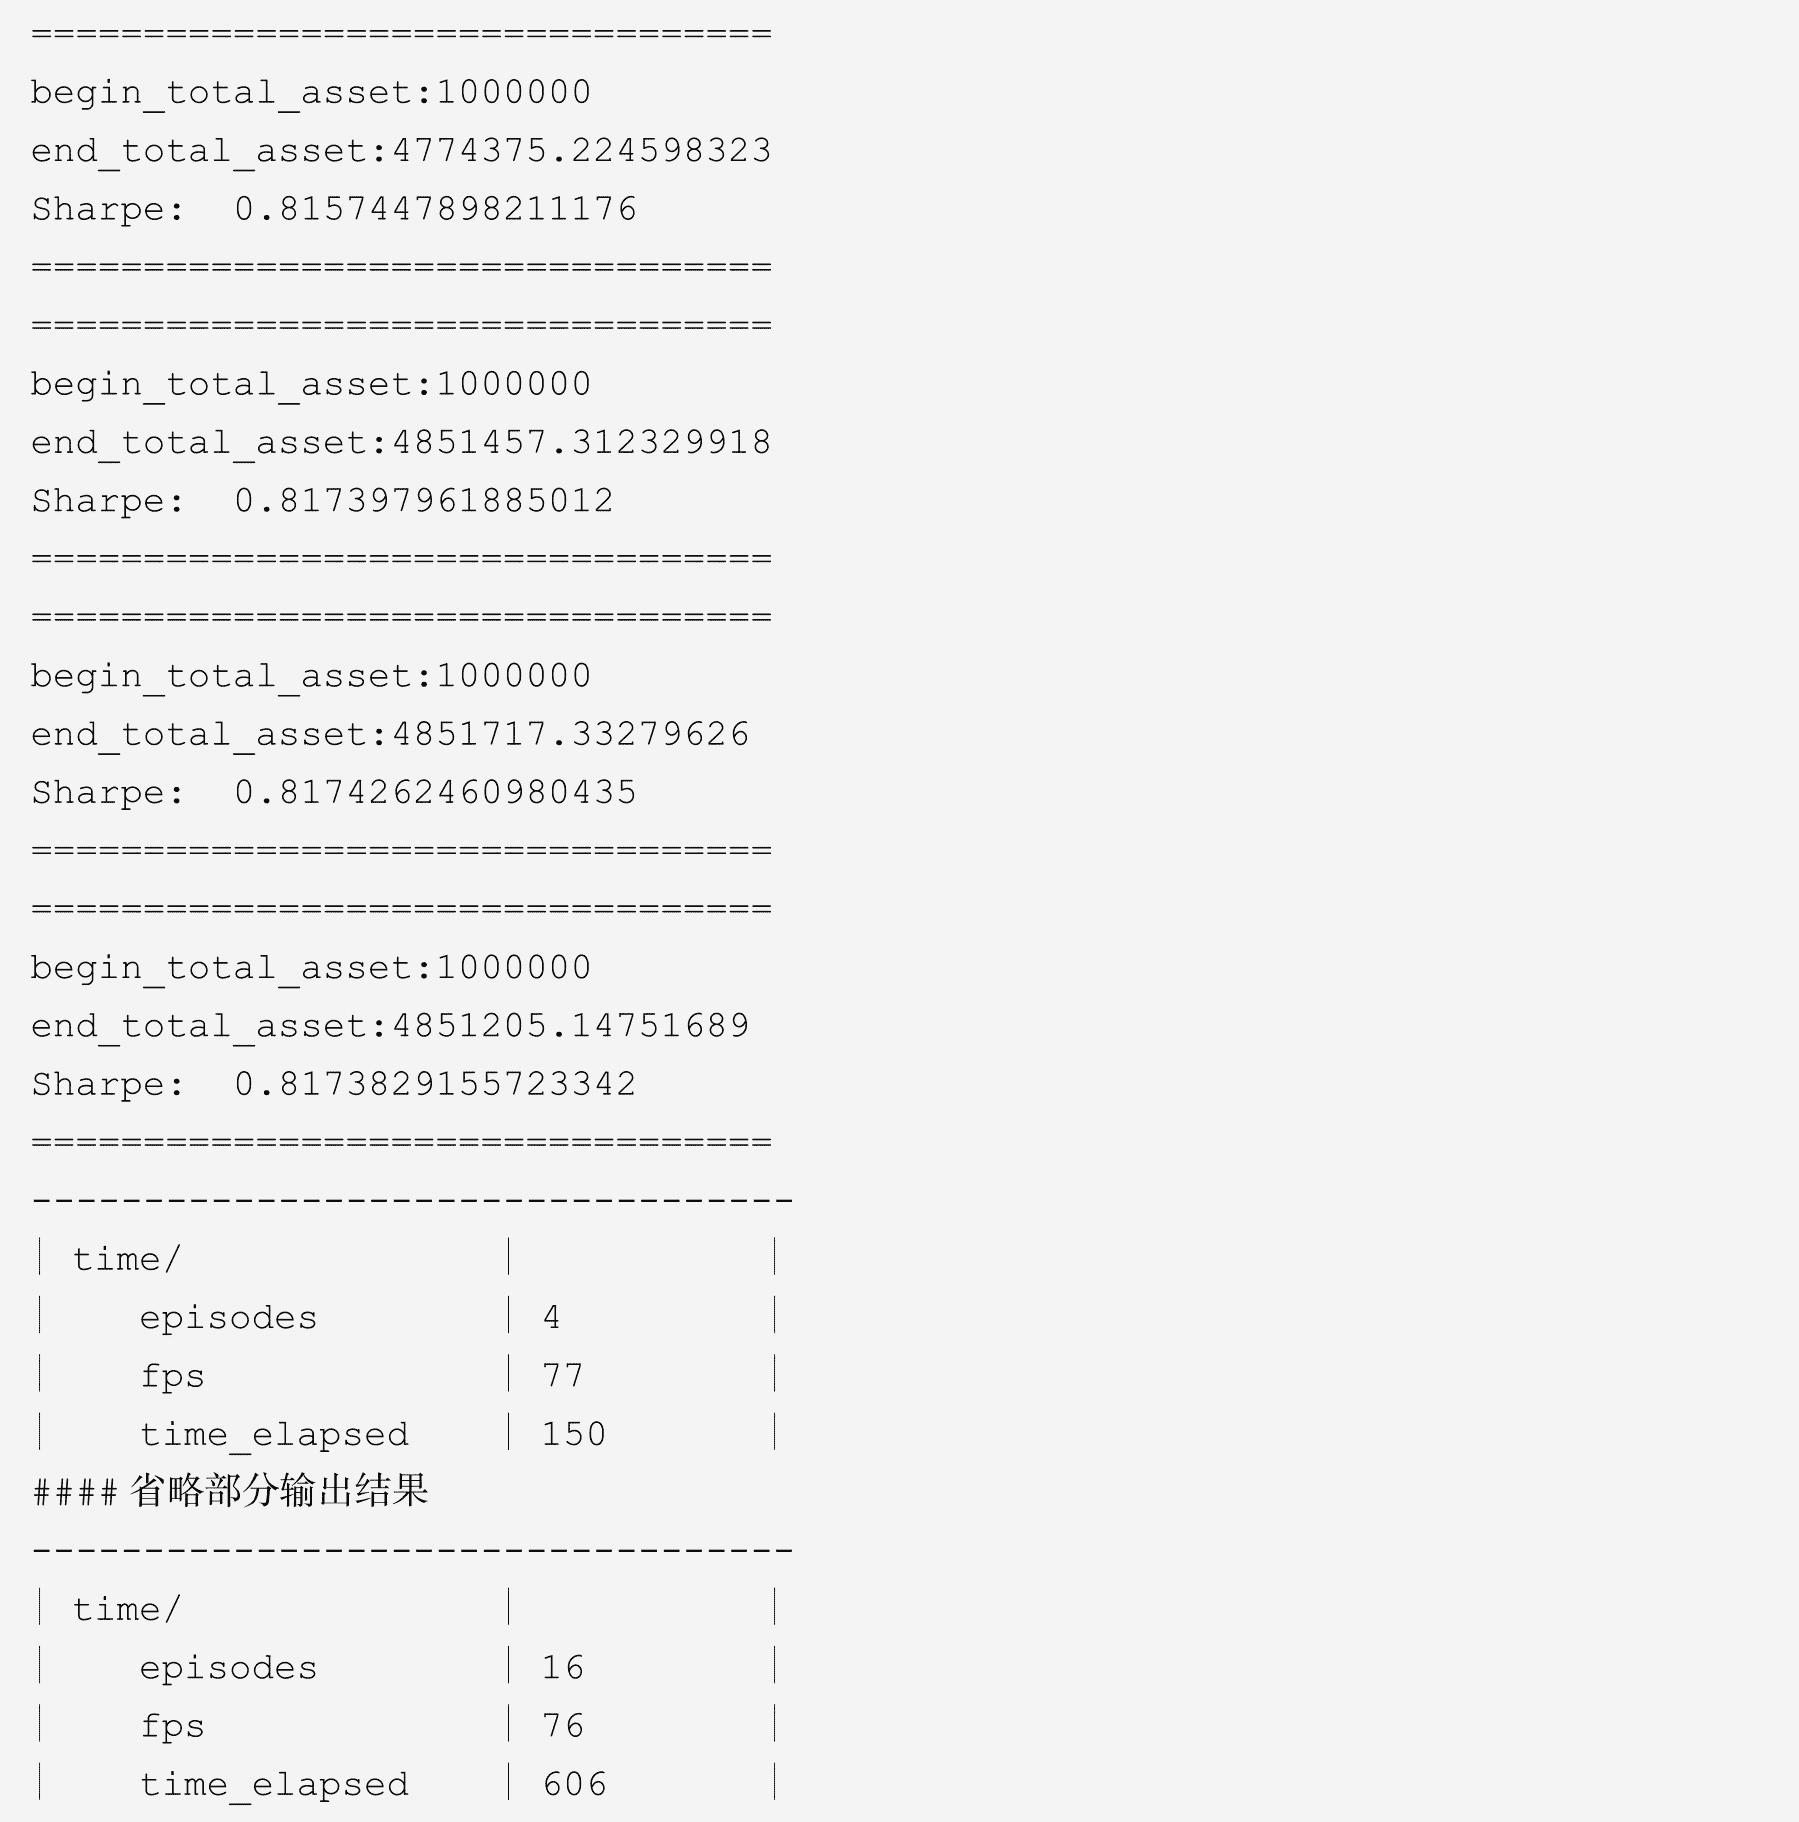 =================================
begin_total_asset:1000000
end_total_asset:4774375.224598323
Sharpe:  0.8157447898211176
=================================
=================================
begin_total_asset:1000000
end_total_asset:4851457.312329918
Sharpe:  0.817397961885012
=================================
=================================
begin_total_asset:1000000
end_total_asset:4851717.33279626
Sharpe:  0.8174262460980435
=================================
=================================
begin_total_asset:1000000
end_total_asset:4851205.14751689
Sharpe:  0.8173829155723342
=================================
----------------------------------
| time/              |           |
|    episodes        | 4         |
|    fps             | 77        |
|    time_elapsed    | 150       |
####省略部分输出结果
----------------------------------
| time/              |           |
|    episodes        | 16        |
|    fps             | 76        |
|    time_elapsed    | 606       |